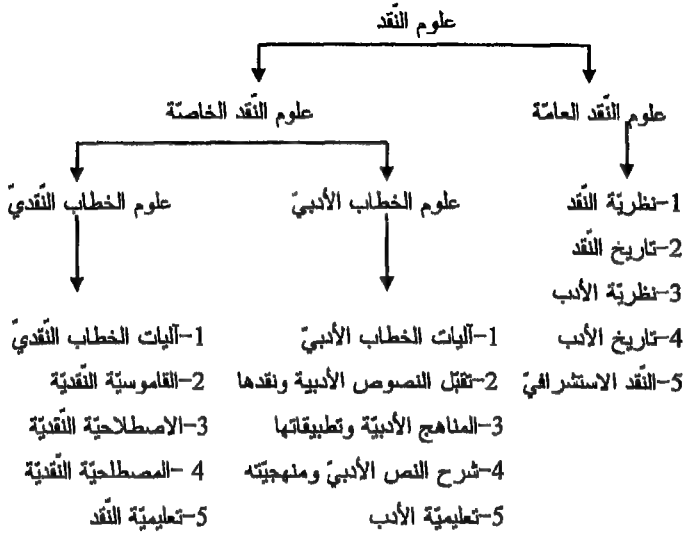 علوم النّقد
علوم النّقد العامّة
علوم النّقد الخاصّة
علوم الخطاب الأدبيّ
علوم الخطاب النّقديّ
1-نظريّة النّقد
2-تاريخ النّقد
3-نظريّة الأدب
4-تاريخ الأدب
5-النّقد الاستشرافيّ
1-آليات الخطاب الأدبيّ
2-تقبّل النصوص الأدبية ونقدها
3-المناهج الأدبيّة وتطبيقاتها
4-شرح النص الأدبيّ ومنهجيّته
5-تعليميّة الأدب
1-آليات الخطاب النّقديّ
2-القاموسيّة النّقديّة
3-الاصطلاحيّة النّقديّة
4 -المصطلحيّة النّقديّة
5-تعليميّة النّقد